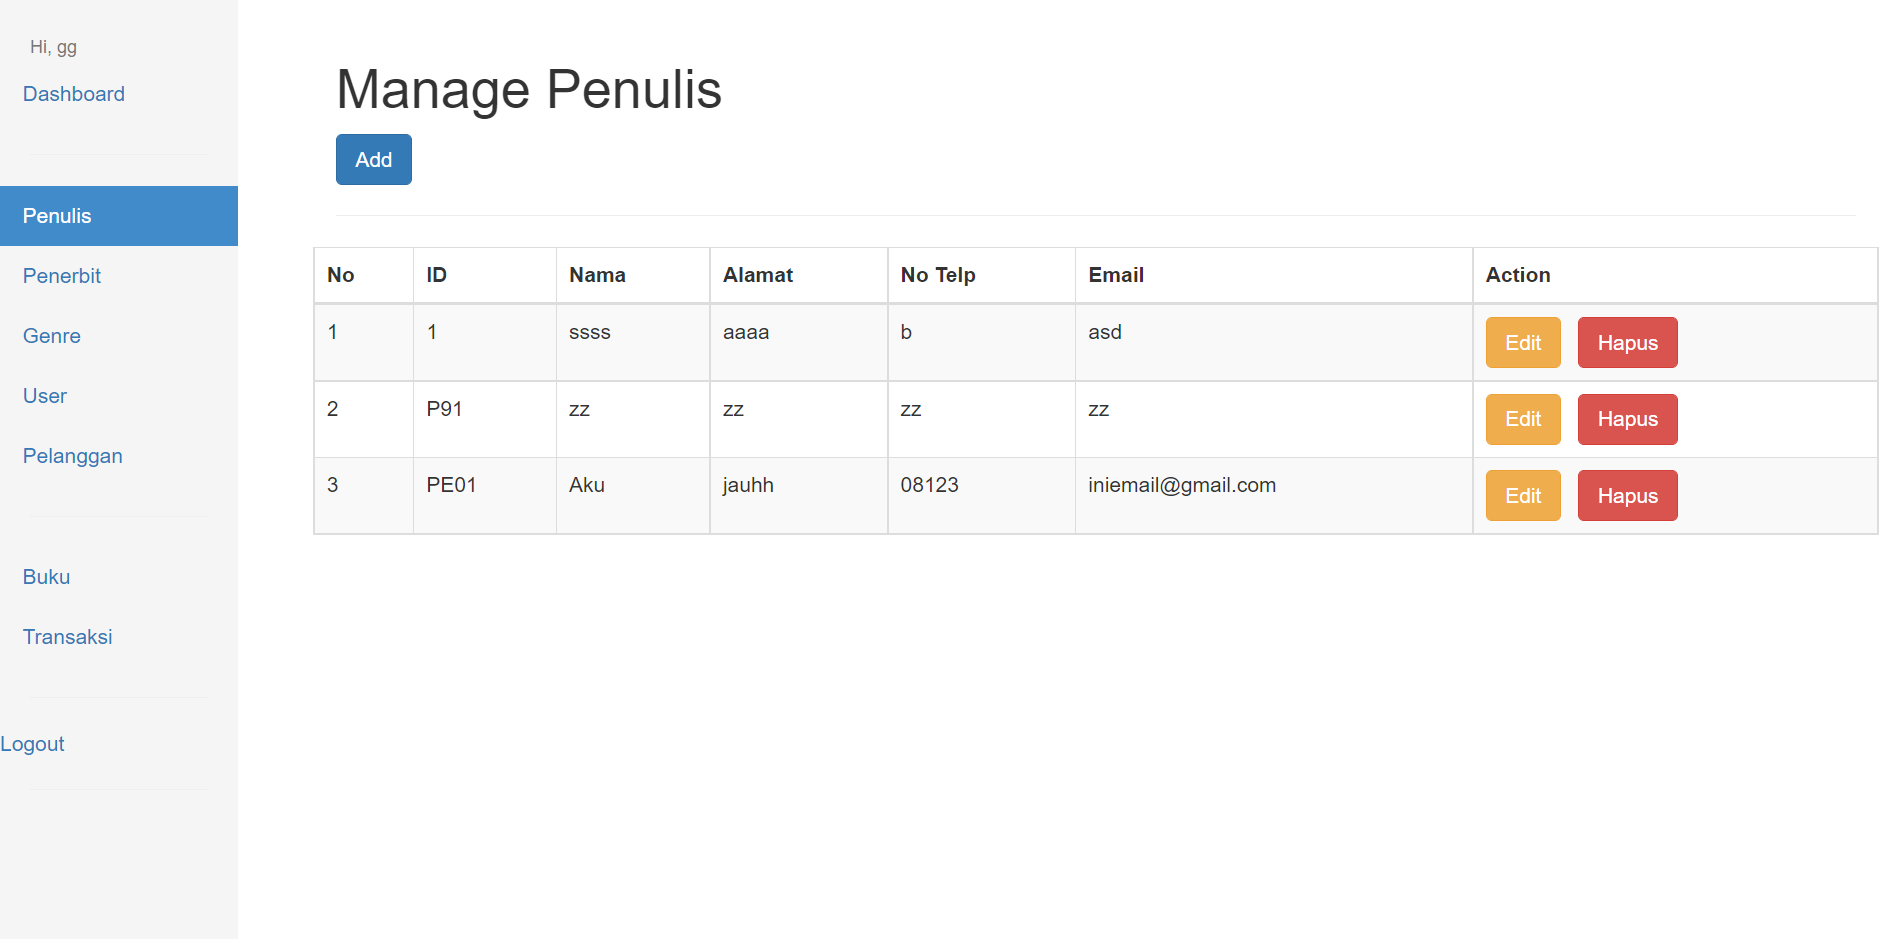 Hi, gg
Dashboard
Penulis
Penerbit
Genre
User
Pelanggan
Buku
Transaksi
Logout
Manage Penulis
Add
No ID Nama Alamat No Telp Email Action
1 1 ssss aaaa b asd Edit Hapus
2 P91 zz zz zz zz Edit Hapus
3 PE01 Aku jauhh 08123 iniemail@gmail.com Edit Hapus